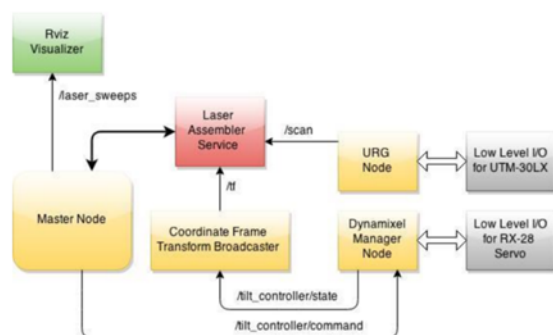 Rviz
Visualizer
/laser_sweeps
Laser
Assembler
Service
/scan
URG
Node
Low Level I/O
for UTM-30LX
/tf
Master Node
Coordinate Frame
Transform Broadcaster
Dynamixel
Manager
Node
Low Level I/O
for RX-28
Servo
/tilt_controller/state
/tilt_controller/command